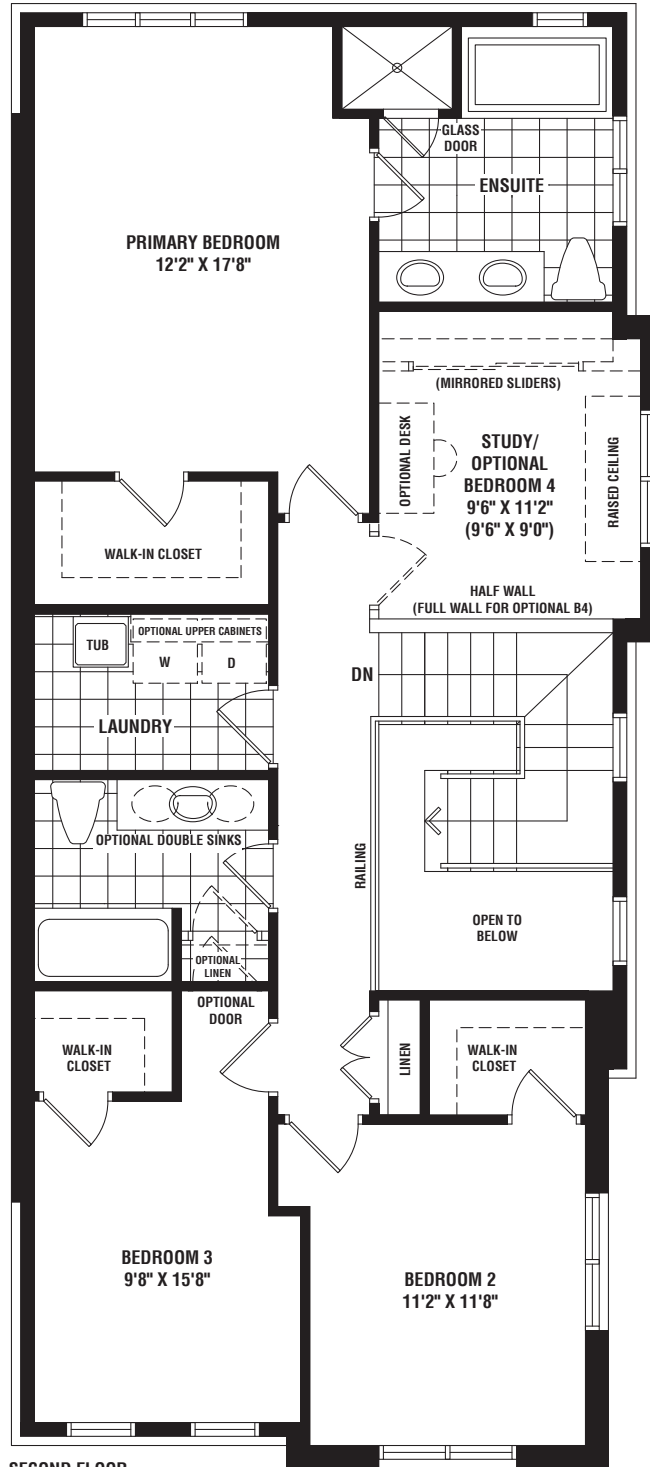 GLASS
DOOR
ENSUITE
PRIMARY BEDROOM
12'2" X 17'8"
(MIRRORED SLIDERS)
OPTIONAL DESK
STUDY/
OPTIONAL
BEDROOM 4
9'6" X 11'2"
(9'6" X 9'0")
RAISED CEILING
WALK-IN CLOSET
HALF WALL
(FULL WALL FOR OPTIONAL B4)
TUB
OPTIONAL UPPER CABINETS
W
D
DN
LAUNDRY
OPTIONAL DOUBLE SINKS
RAILING
OPEN TO
BELOW
OPTIONAL
LINEN
OPTIONAL
DOOR
WALK-IN
CLOSET
LINEN
WALK-IN
CLOSET
BEDROOM 3
9'8" X 15'8"
BEDROOM 2
11'2" X 11'8"
SECOND FLOOR